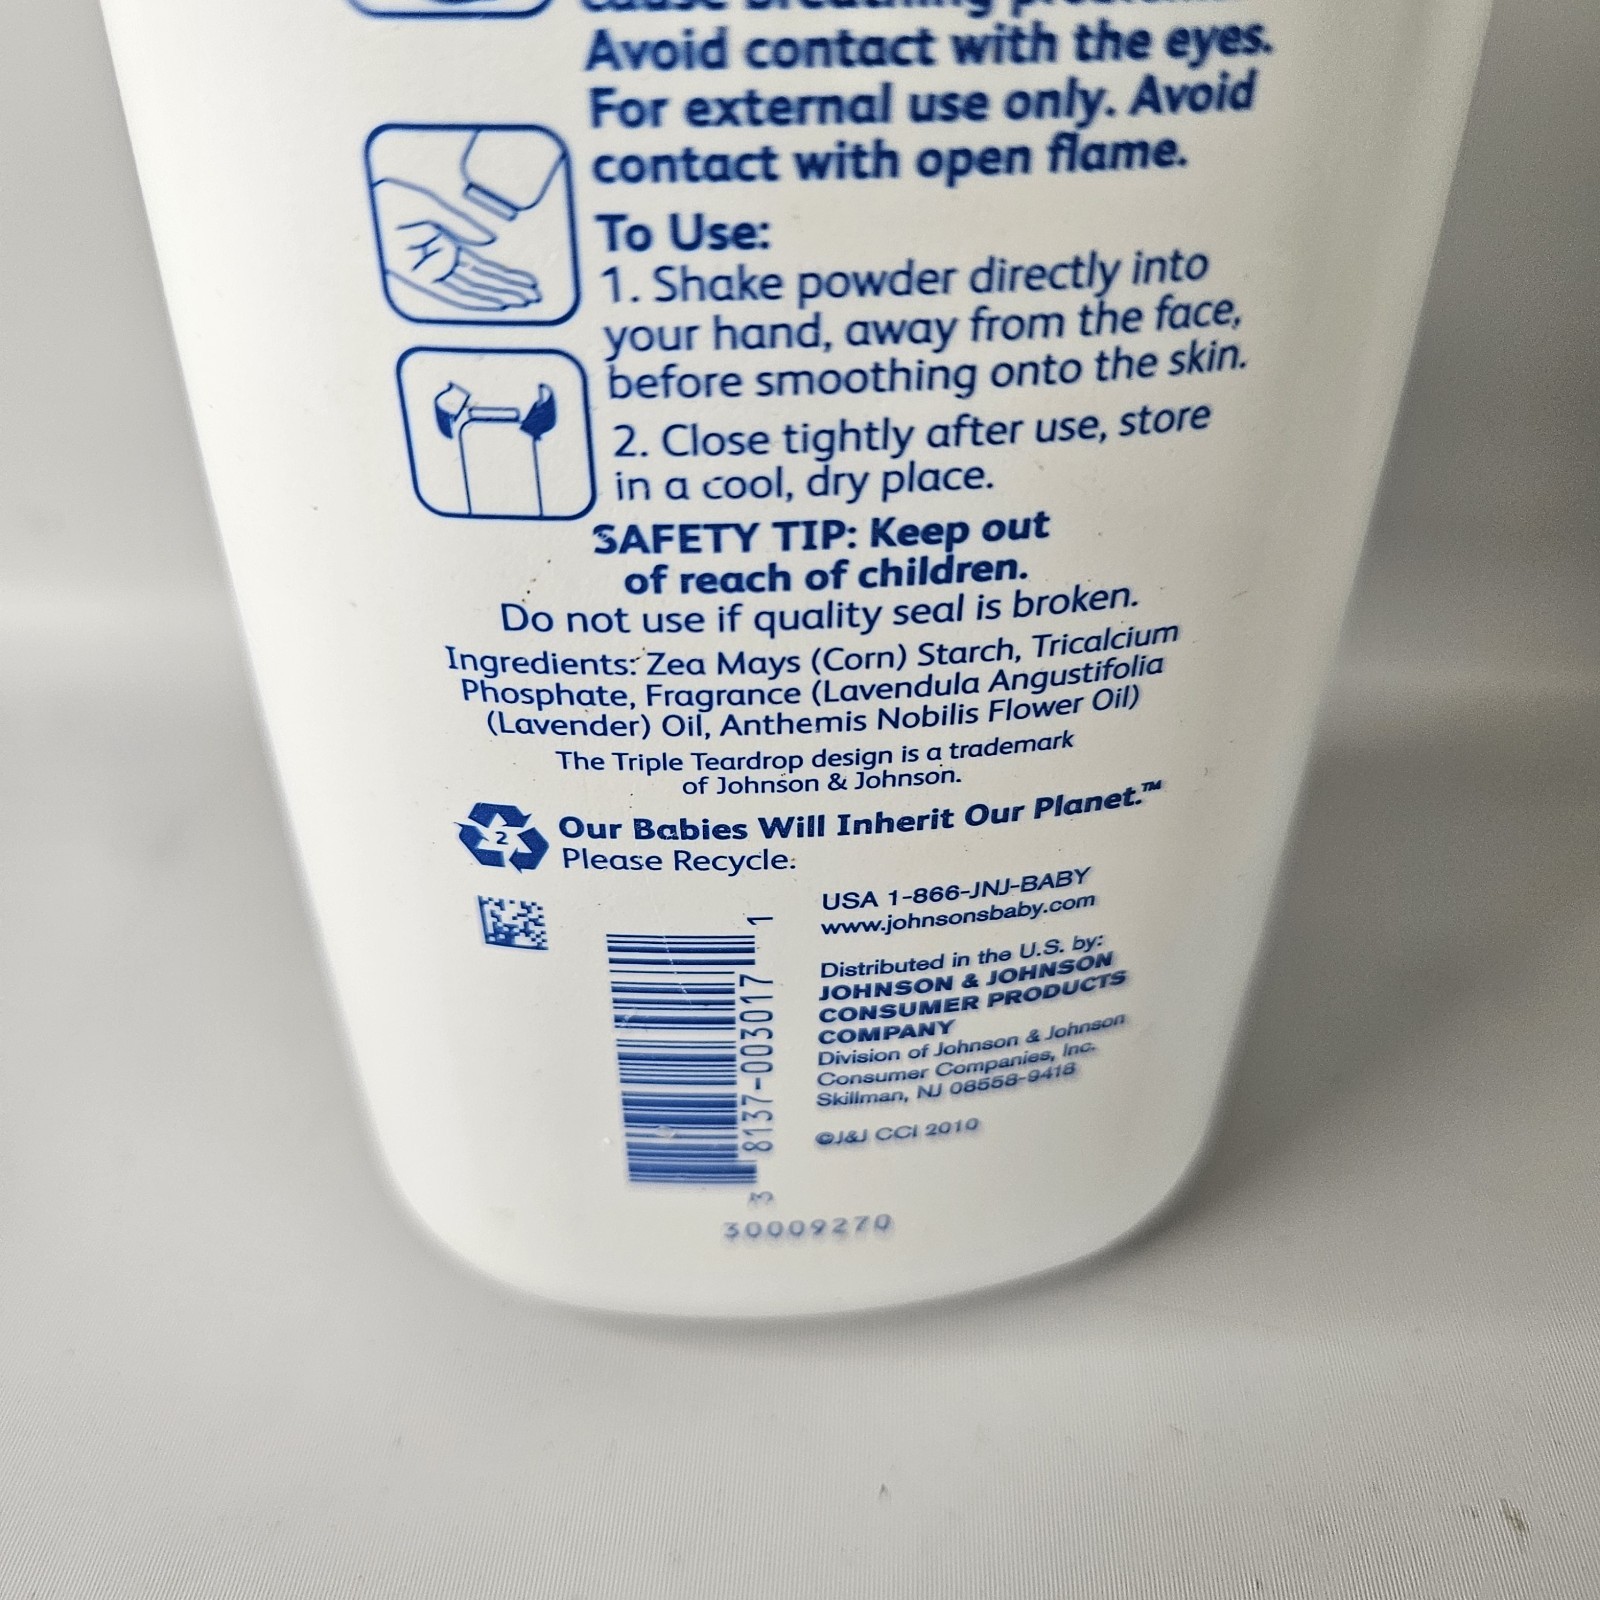 cause breathing
Avoid contact with the eyes.
For external use only. Avoid
contact with open flame.
To Use:
1. Shake powder directly into
your hand, away from the face,
before smoothing onto the skin.
2. Close tightly after use, store
in a cool, dry place.
SAFETY TIP: Keep out
of reach of children.
Do not use if quality seal is broken.
Ingredients: Zea Mays (Corn) Starch, Tricalcium
Phosphate, Fragrance (Lavendula Angustifolia
(Lavender) Oil, Anthemis Nobilis Flower Oil)
The Triple Teardrop design is a trademark
of Johnson & Johnson.
2
Our Babies Will Inherit Our Planet.™
Please Recycle.
USA 1-866-JNJ-BABY
www.johnsonsbaby.com
Distributed in the U.S. by:
JOHNSON & JOHNSON
CONSUMER PRODUCTS
COMPANY
Division of Johnson & Johnson
Consumer Companies, Inc.
Skillman, NJ 08558-9418
©J&J CCI 2010
3 8137-003017 1
30009270